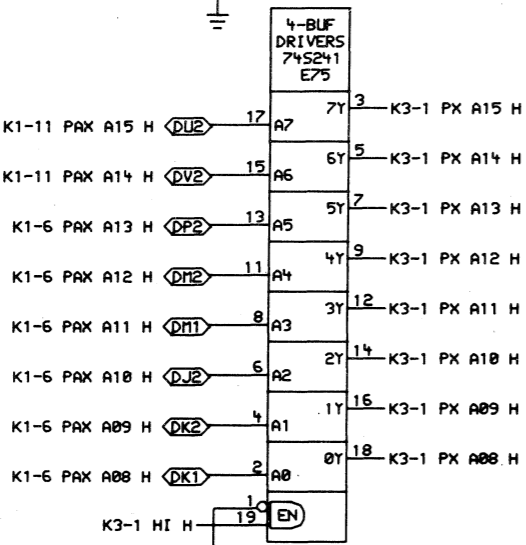 4-BUF
DRIVERS
74S241
E75
K1-11 PAX A15 H DU2 17 A7 7Y 3 K3-1 PX A15 H
K1-11 PAX A14 H DV2 15 A6 6Y 5 K3-1 PX A14 H
K1-6 PAX A13 H DP2 13 A5 5Y 7 K3-1 PX A13 H
K1-6 PAX A12 H DM2 11 A4 4Y 9 K3-1 PX A12 H
K1-6 PAX A11 H DM1 8 A3 3Y 12 K3-1 PX A11 H
K1-6 PAX A10 H DJ2 6 A2 2Y 14 K3-1 PX A10 H
K1-6 PAX A09 H DK2 4 A1 1Y 16 K3-1 PX A09 H
K1-6 PAX A08 H DK1 2 A0 0Y 18 K3-1 PX A08 H
1
K3-1 HI H 19 EN